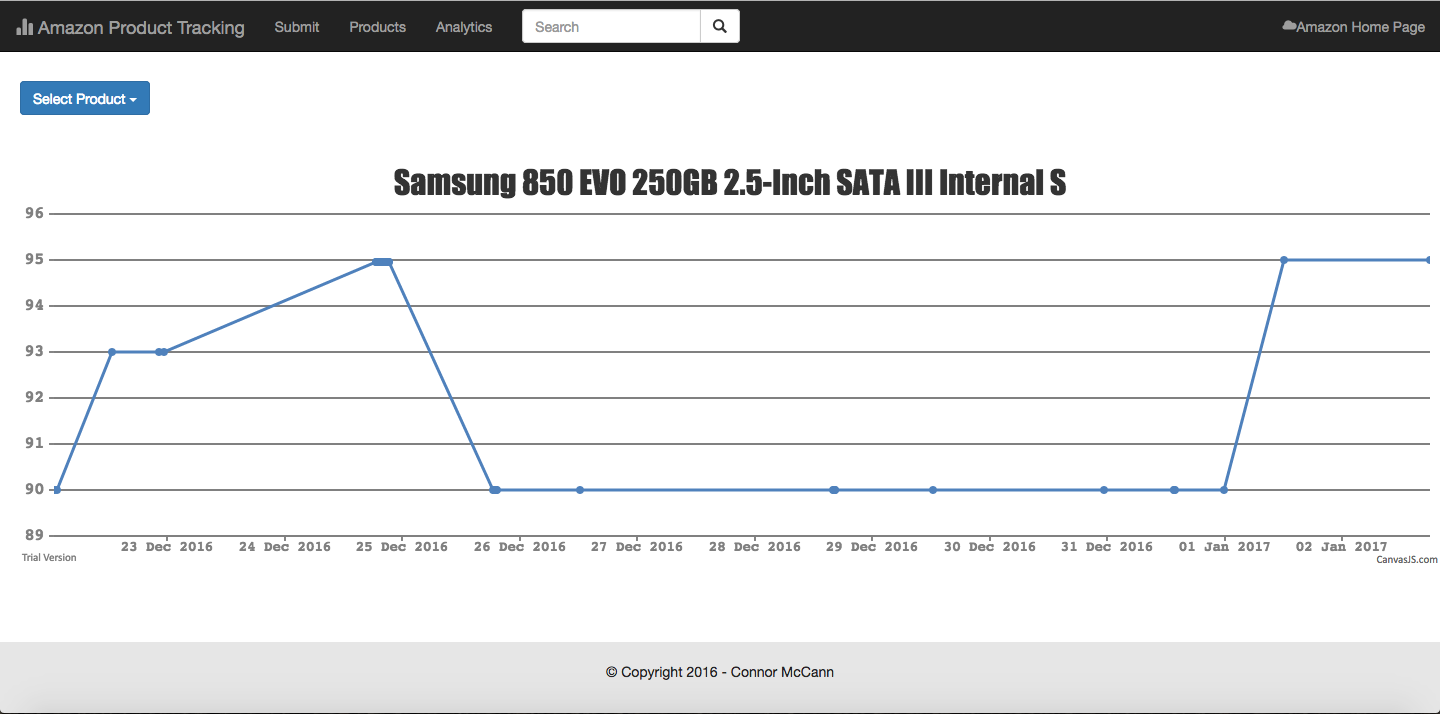 Amazon Product Tracking Submit Products Analytics Search Amazon Home Page
Select Product
Samsung 850 EVO 250GB 2.5-Inch SATA III Internal S
96
95
94
93
92
91
90
89
23 Dec 2016 24 Dec 2016 25 Dec 2016 26 Dec 2016 27 Dec 2016 28 Dec 2016 29 Dec 2016 30 Dec 2016 31 Dec 2016 01 Jan 2017 02 Jan 2017
Trial Version CanvasJS.com
© Copyright 2016 - Connor McCann